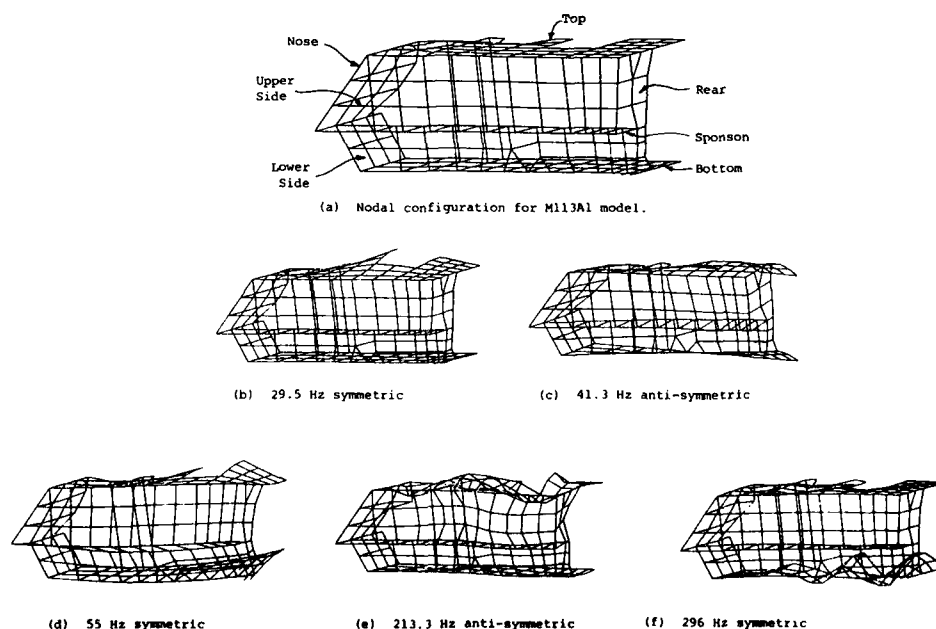 Top
Nose
Upper
Side
Rear
Sponson
Lower
Side
Bottom
(a) Nodal configuration for M113A1 model.
(b) 29.5 Hz symmetric
(c) 41.3 Hz anti-symmetric
(d) 55 Hz symmetric
(e) 213.3 Hz anti-symmetric
(f) 296 Hz symmetric